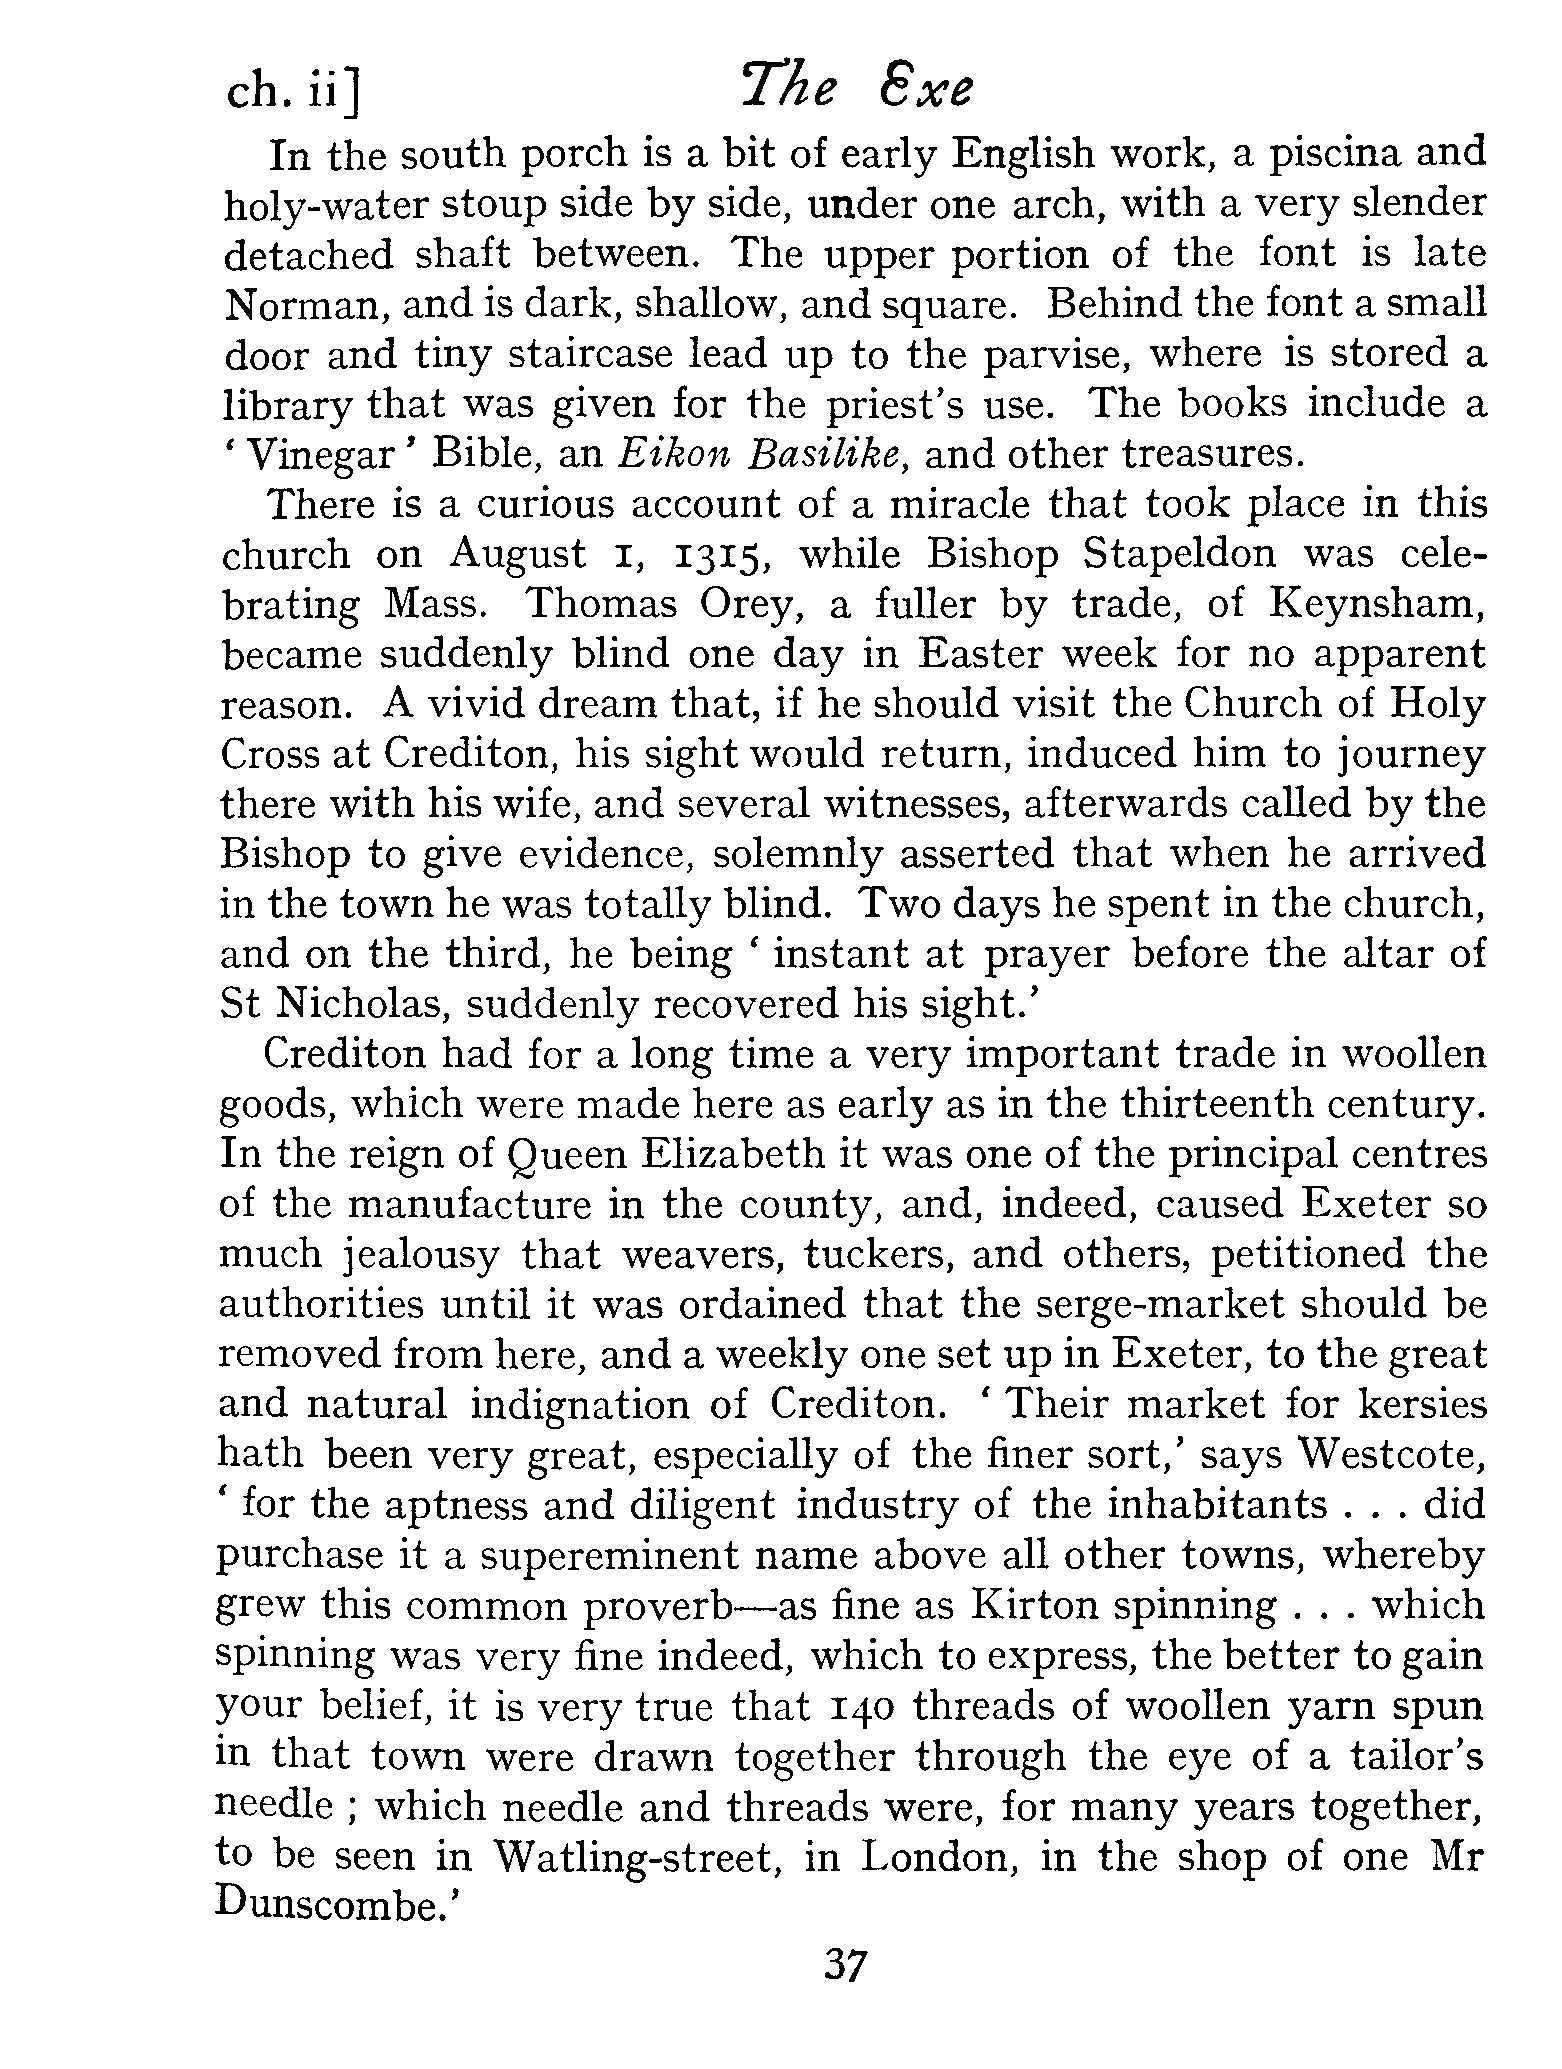 ch. ii] The Exe
In the south porch is a bit of early English work, a piscina and
holy-water stoup side by side, under one arch, with a very slender
detached shaft between. The upper portion of the font is late
Norman, and is dark, shallow, and square. Behind the font a small
door and tiny staircase lead up to the parvise, where is stored a
library that was given for the priest's use. The books include a
‘ Vinegar ’ Bible, an Eikon Basilike, and other treasures.
There is a curious account of a miracle that took place in this
church on August 1, 1315, while Bishop Stapeldon was cele-
brating Mass. Thomas Orey, a fuller by trade, of Keynsham,
became suddenly blind one day in Easter week for no apparent
reason. A vivid dream that, if he should visit the Church of Holy
Cross at Crediton, his sight would return, induced him to journey
there with his wife, and several witnesses, afterwards called by the
Bishop to give evidence, solemnly asserted that when he arrived
in the town he was totally blind. Two days he spent in the church,
and on the third, he being ‘ instant at prayer before the altar of
St Nicholas, suddenly recovered his sight.’
Crediton had for a long time a very important trade in woollen
goods, which were made here as early as in the thirteenth century.
In the reign of Queen Elizabeth it was one of the principal centres
of the manufacture in the county, and, indeed, caused Exeter so
much jealousy that weavers, tuckers, and others, petitioned the
authorities until it was ordained that the serge-market should be
removed from here, and a weekly one set up in Exeter, to the great
and natural indignation of Crediton. ‘ Their market for kersies
hath been very great, especially of the finer sort,’ says Westcote,
‘ for the aptness and diligent industry of the inhabitants . . . did
purchase it a supereminent name above all other towns, whereby
grew this common proverb—as fine as Kirton spinning . . . which
spinning was very fine indeed, which to express, the better to gain
your belief, it is very true that 140 threads of woollen yarn spun
in that town were drawn together through the eye of a tailor's
needle ; which needle and threads were, for many years together,
to be seen in Watling-street, in London, in the shop of one Mr
Dunscombe.’
37